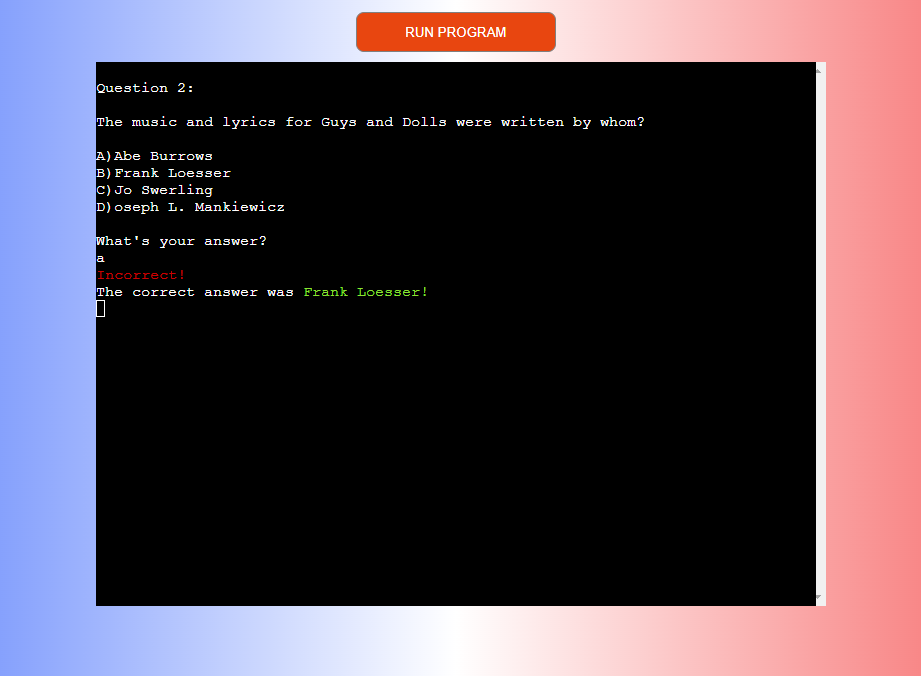 RUN PROGRAM
Question 2:
The music and lyrics for Guys and Dolls were written by whom?
A)Abe Burrows
B)Frank Loesser
C)Jo Swerling
D)oseph L. Mankiewicz
What's your answer?
a
Incorrect!
The correct answer was Frank Loesser!